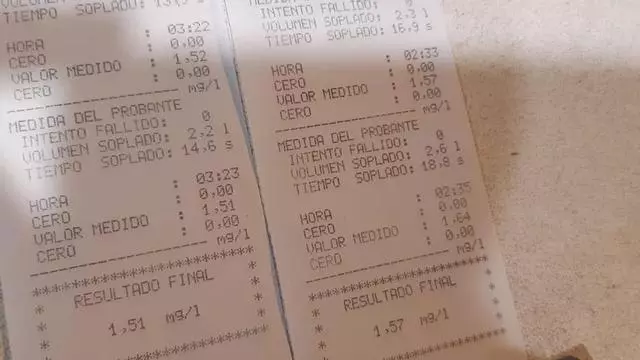 VOLUMEN SOPLADO:
TIEMPO SOPLADO:
HORA : 03:22
CERO : 0,00
VALOR MEDIDO : 1,52
CERO : 0,00
mg/l
MEDIDA DEL PROBANTE
INTENTO FALLIDO: 0
VOLUMEN SOPLADO: 2,2 l
TIEMPO SOPLADO: 14,6 s
HORA : 03:23
CERO : 0,00
VALOR MEDIDO : 1,51
CERO : 0,00
mg/l
********************
* RESULTADO FINAL *
* *
* 1,51 mg/l *
* *
********************
INTENTO FALLIDO: 0
VOLUMEN SOPLADO: 2,3 l
TIEMPO SOPLADO: 16,9 s
HORA : 02:33
CERO : 0,00
VALOR MEDIDO : 1,57
CERO : 0,00
mg/l
MEDIDA DEL PROBANTE
INTENTO FALLIDO: 0
VOLUMEN SOPLADO: 2,6 l
TIEMPO SOPLADO: 18,8 s
HORA : 02:35
CERO : 0,00
VALOR MEDIDO : 1,64
CERO : 0,00
mg/l
********************
* RESULTADO FINAL *
* *
* 1,57 mg/l *
* *
********************